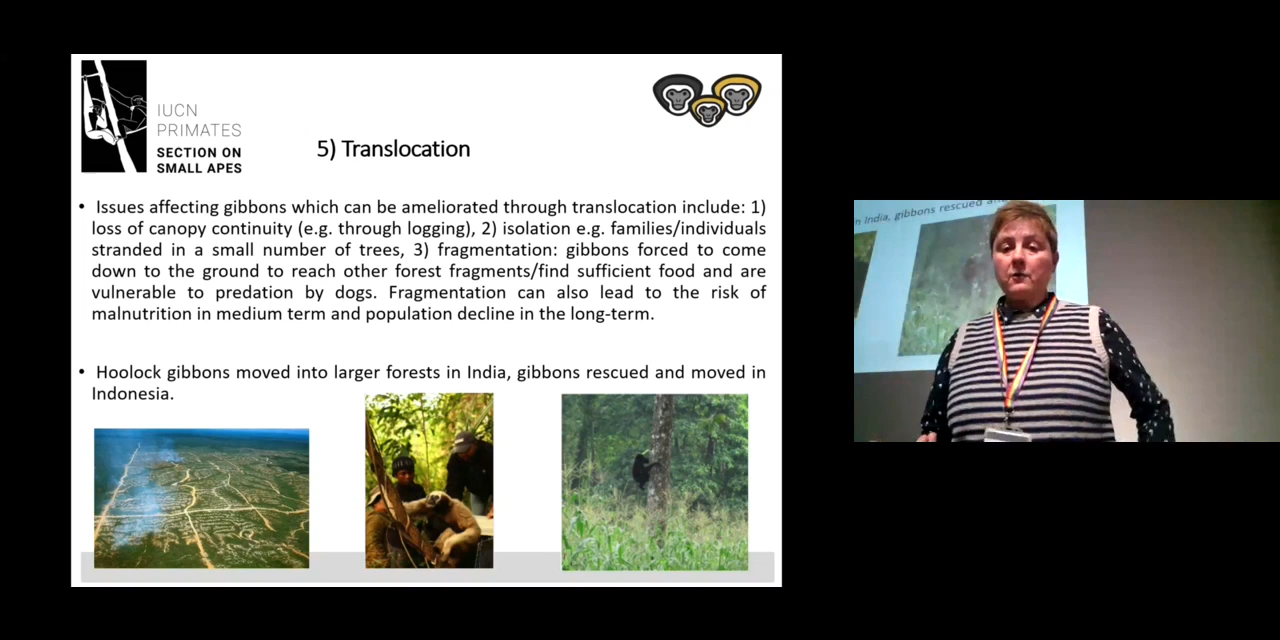 IUCN
PRIMATES
SECTION ON
SMALL APES
5) Translocation
• Issues affecting gibbons which can be ameliorated through translocation include: 1)
loss of canopy continuity (e.g. through logging), 2) isolation e.g. families/individuals
stranded in a small number of trees, 3) fragmentation: gibbons forced to come
down to the ground to reach other forest fragments/find sufficient food and are
vulnerable to predation by dogs. Fragmentation can also lead to the risk of
malnutrition in medium term and population decline in the long-term.
• Hoolock gibbons moved into larger forests in India, gibbons rescued and moved in
Indonesia.
n India, gibbons rescued an